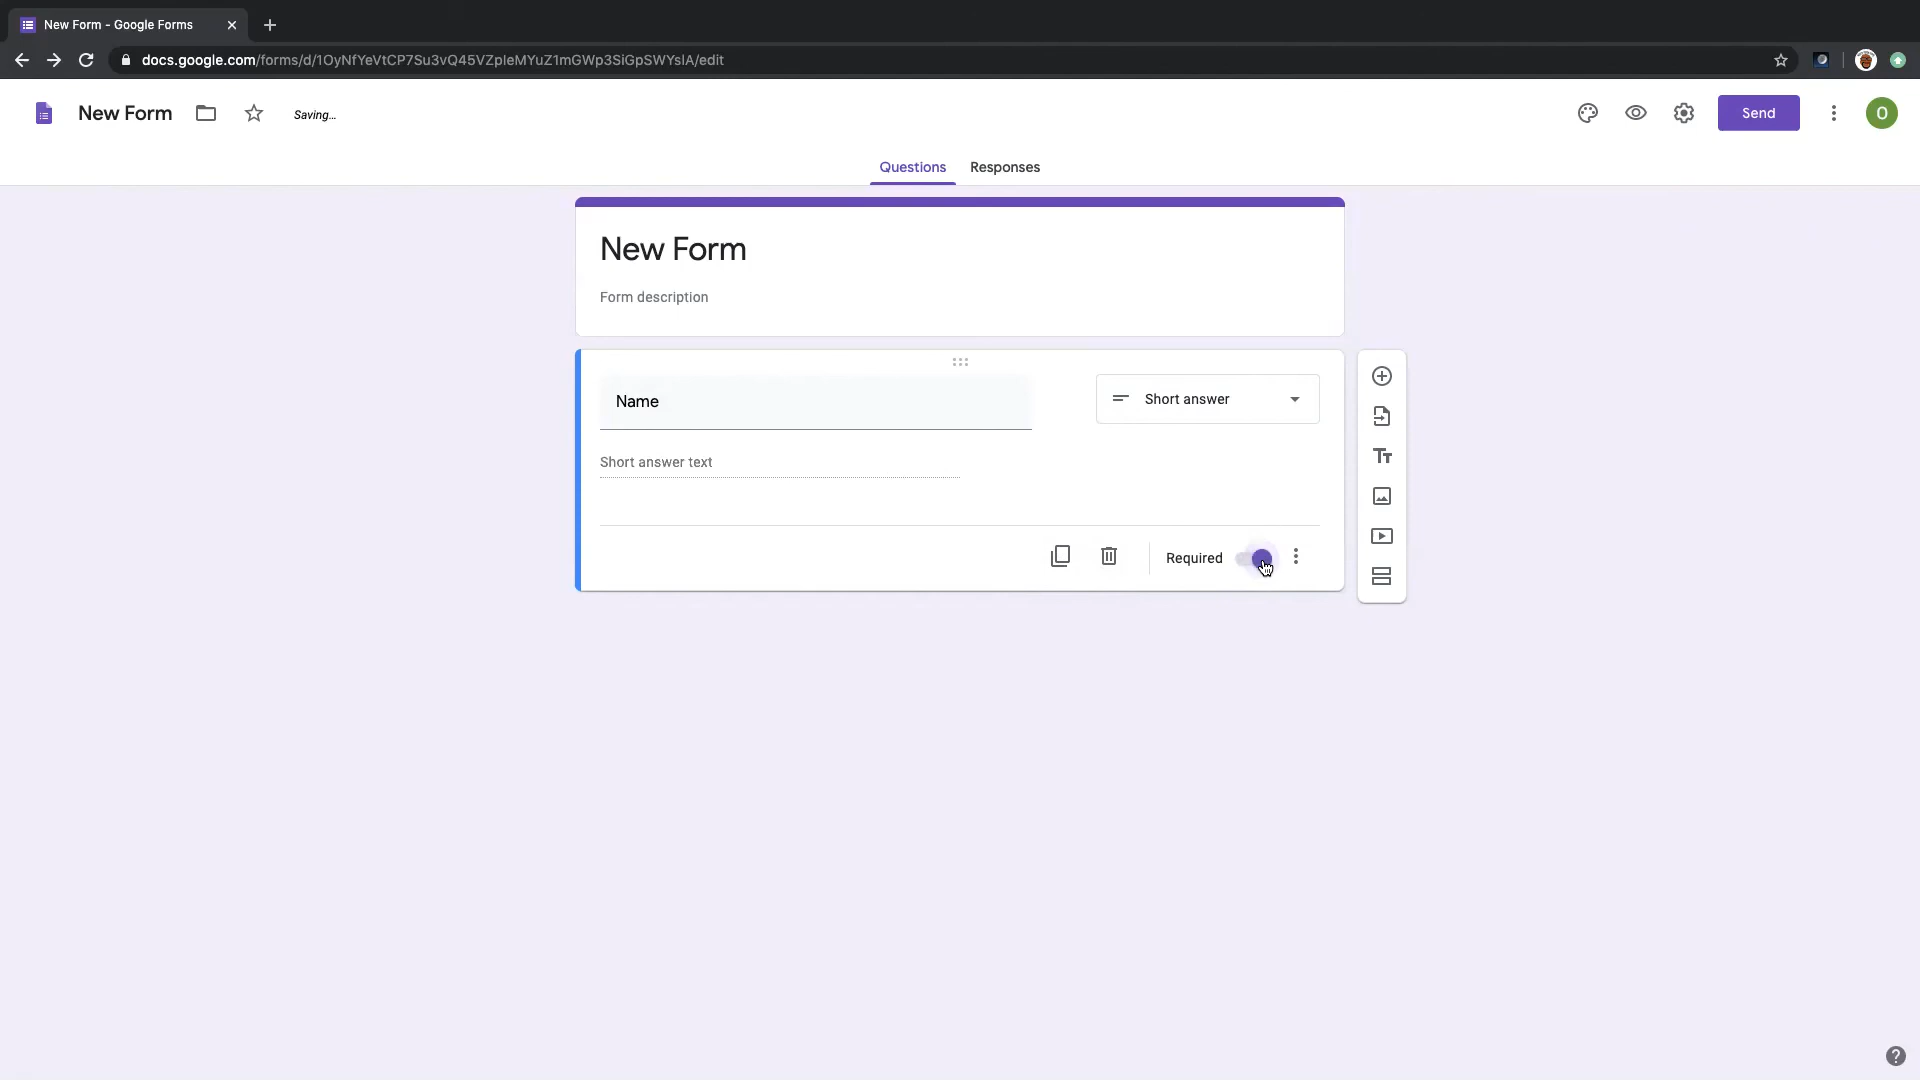 New Form - Google Forms
docs.google.com/forms/d/1OyNfYeVtCP7Su3vQ45VZpleMYuZ1mGWp3SiGpSWYsIA/edit
New Form
Saving...
Send
O
Questions
Responses
New Form
Form description
Name
Short answer
Short answer text
Required